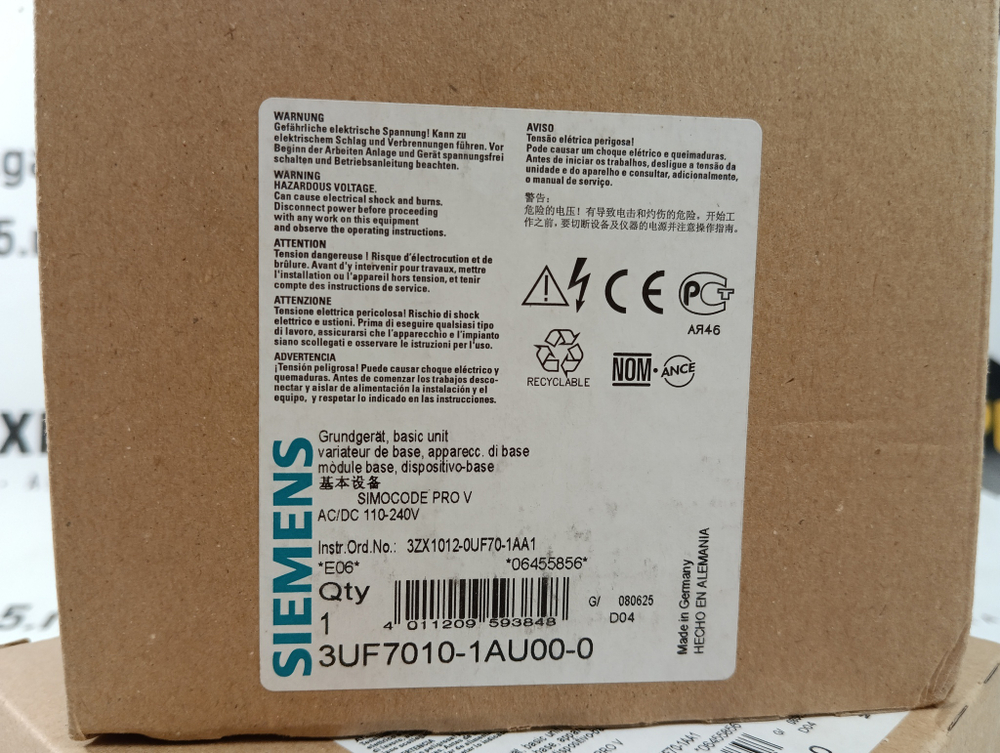 WARNUNG
Gefährliche elektrische Spannung! Kann zu
elektrischem Schlag und Verbrennungen führen. Vor
Beginn der Arbeiten Anlage und Gerät spannungsfrei
schalten und Betriebsanleitung beachten.
WARNING
HAZARDOUS VOLTAGE.
Can cause electrical shock and burns.
Disconnect power before proceeding
with any work on this equipment
and observe the operating instructions.
ATTENTION
Tension dangereuse ! Risque d'électrocution et de
brûlure. Avant d'y intervenir pour travaux, mettre
l'installation ou l'appareil hors tension, et tenir
compte des instructions de service.
ATTENZIONE
Tensione elettrica pericolosa! Rischio di shock
elettrico e ustioni. Prima di eseguire qualsiasi tipo
di lavoro, assicurarsi che l'apparecchio e l'impianto
siano scollegati e osservare le istruzioni per l'uso.
ADVERTENCIA
¡Tensión peligrosa! Puede causar choque eléctrico y
quemaduras. Antes de comenzar los trabajos desco-
nectar y aislar de alimentación la instalación y el
equipo, y respetar lo indicado en las instrucciones.
AVISO
Tensão elétrica perigosa!
Pode causar um choque elétrico e queimaduras.
Antes de iniciar os trabalhos, desligue a tensão da
unidade e do aparelho e consultar, adicionalmente,
o manual de serviço.
警告:
危险的电压! 有导致电击和灼伤的危险。开始工
作之前,要切断设备及仪器的电源并注意操作指南。
CE
РСТ
АЯ46
RECYCLABLE
NOM·ANCE
SIEMENS
Grundgerät, basic unit
variateur de base, apparecc. di base
mòdule base, dispositivo-base
基本设备
SIMOCODE PRO V
AC/DC 110-240V
Instr.Ord.No.: 3ZX1012-0UF70-1AA1
*E06* *06455856*
Qty
1
4 011209 593848
G/ 080625
D04
3UF7010-1AU00-0
Made in Germany
HECHO EN ALEMANIA